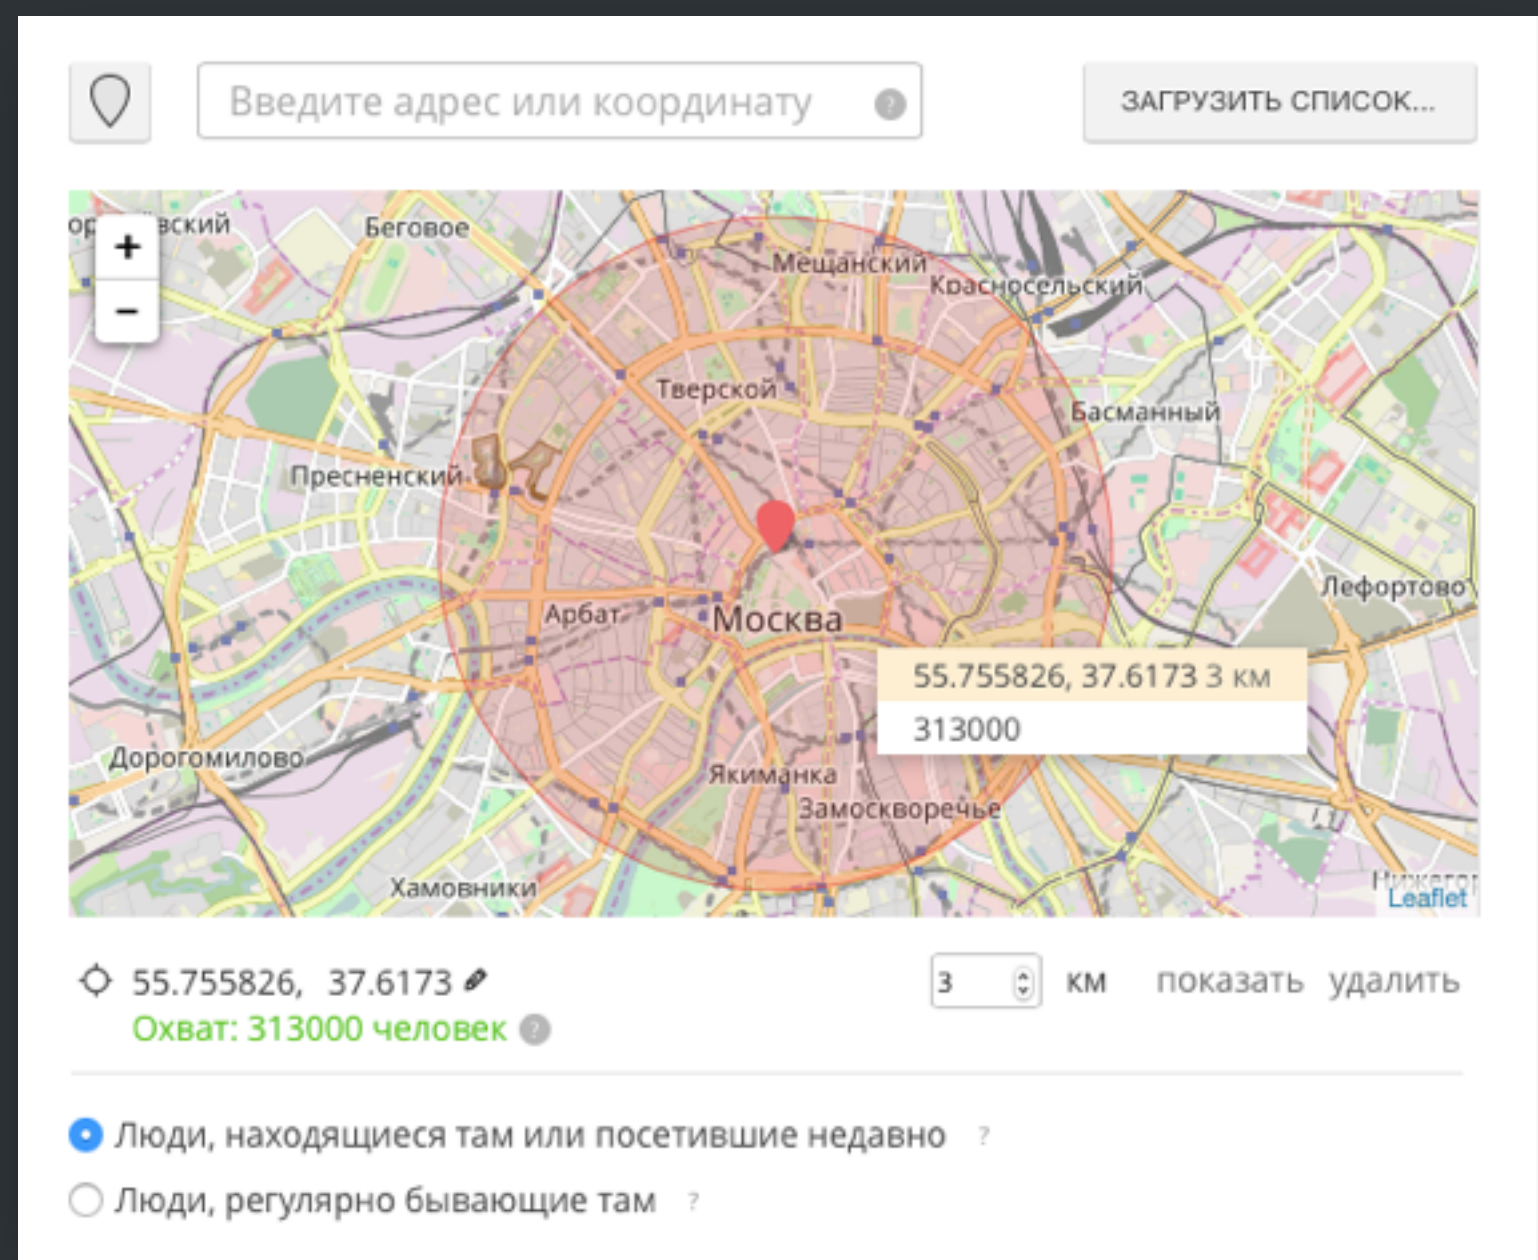 Введите адрес или координату ?
ЗАГРУЗИТЬ СПИСОК...
+
−
вский
Беговое
Мещанский
Красносельский
Тверской
Басманный
Пресненский
Арбат
Москва
Лефортово
55.755826, 37.6173 3 км
313000
Дорогомилово
Якиманка
Замоскворечье
Хамовники
Leaflet
55.755826, 37.6173
3 км показать удалить
Охват: 313000 человек ?
Люди, находящиеся там или посетившие недавно ?
Люди, регулярно бывающие там ?